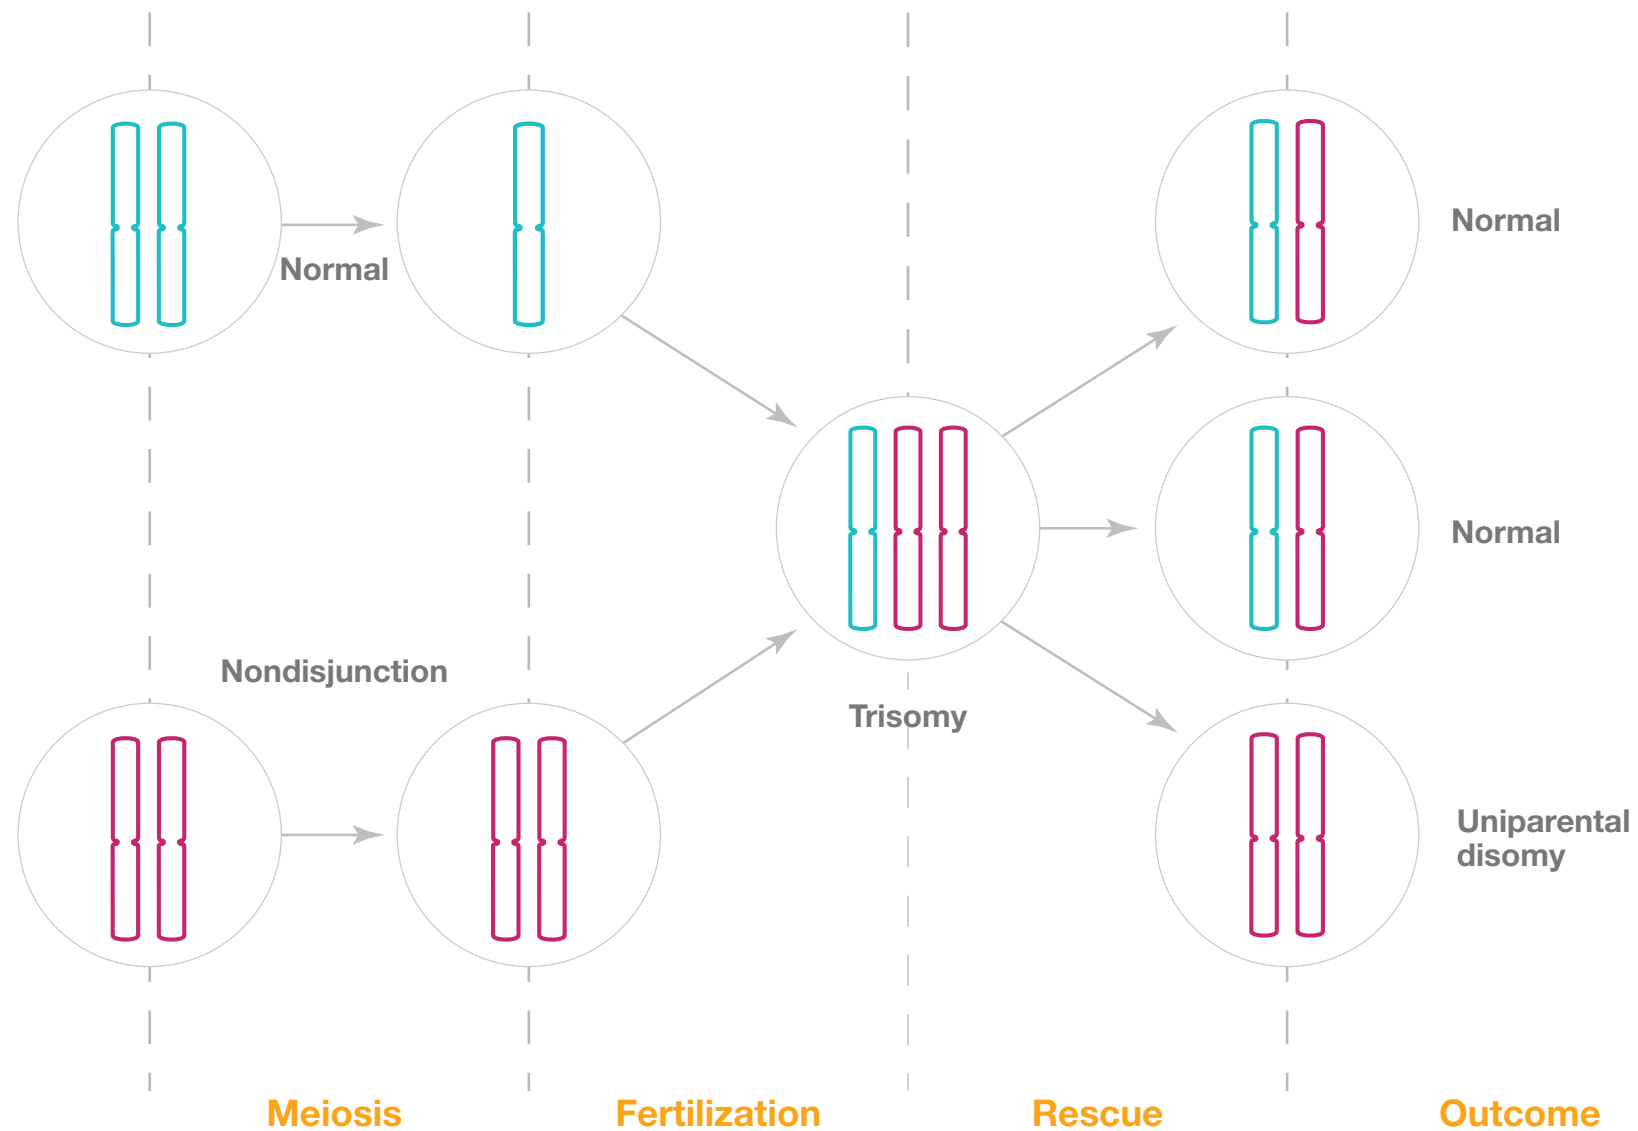 Normal
Normal
Normal
Nondisjunction
Trisomy
Uniparental
disomy
Meiosis
Fertilization
Rescue
Outcome